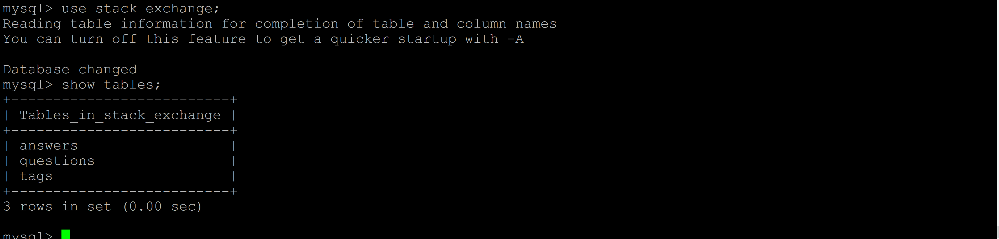 mysql> use stack_exchange;
Reading table information for completion of table and column names
You can turn off this feature to get a quicker startup with -A
Database changed
mysql> show tables;
+--------------------------+
| Tables_in_stack_exchange |
+--------------------------+
| answers                  |
| questions                |
| tags                     |
+--------------------------+
3 rows in set (0.00 sec)
mysql>